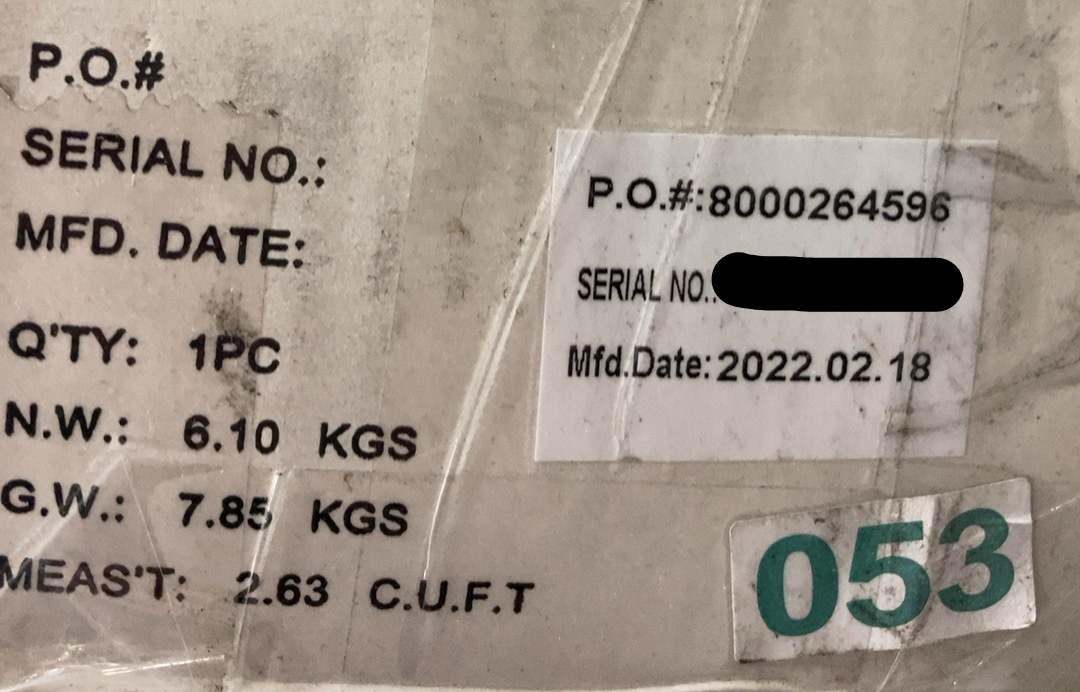 P.O.#
SERIAL NO.:
MFD. DATE:
Q'TY: 1PC
N.W.: 6.10 KGS
G.W.: 7.85 KGS
MEAS'T: 2.63 C.U.F.T
P.O.#:8000264596
SERIAL NO.:
Mfd.Date:2022.02.18
053